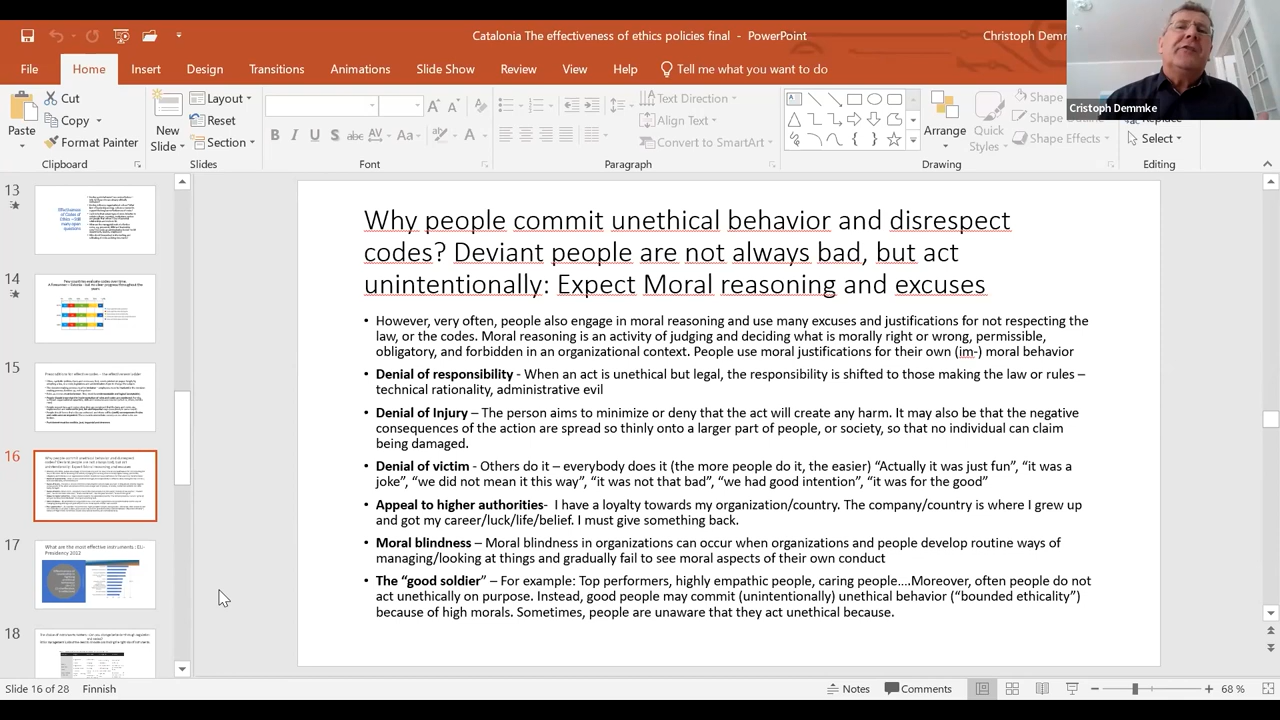 Catalonia The effectiveness of ethics policies final - PowerPoint
Christoph Demm
Cristoph Demmke
File Home Insert Design Transitions Animations Slide Show Review View Help Tell me what you want to do
Paste
Cut
Copy
Format Painter
Clipboard
New Slide
Layout
Reset
Section
Slides
Font
Text Direction
Align Text
Convert to SmartArt
Paragraph
Arrange
Quick Styles
Shape
Shape
Shape Effects
Drawing
Replace
Select
Editing
13
14
15
16
17
18
Why people commit unethical behavior and disrespect
codes? Deviant people are not always bad, but act
unintentionally: Expect Moral reasoning and excuses
• However, very often, person also engage in moral reasoning and use many excuses and justifications for not respecting the
law, or the codes. Moral reasoning is an activity of judging and deciding what is morally right or wrong, permissible,
obligatory, and forbidden in an organizational context. People use moral justifications for their own (im-) moral behavior
• Denial of responsibility- When an act is unethical but legal, the responsibility is shifted to those making the law or rules –
rational rationality, administrative evil
• Denial of injury – The person aims to minimize or deny that there has been any harm. It may also be that the negative
consequences of the action are spread so thinly onto a larger part of people, or society, so that no individual can claim
being damaged.
• Denial of victim - For example: everybody does it (the more people the merrier) “Actually, it was just fun”, “it was a
joke”, “we did not mean it this way”, “it was not that bad”, “we had good intention”, “it was for the good”
• Appeal to higher authorities- I have a loyalty towards my organization/country. The company/country is where I grew up
and got my career/luck/life/belief. I must give something back.
• Moral blindness – Moral blindness in organizations can occur when organizations and people develop routine ways of
managing/looking at things and gradually fail to see moral aspects in their own conduct
• The “good soldier” – For example: Top performers, highly empathic people, caring people....Moreover, often people do not
act unethically on purpose. Instead, good people may commit (unintentionally) unethical behavior (“bounded ethicality”)
because of high morals. Sometimes, people are unaware that they act unethical because.
Slide 16 of 28 Finnish Notes Comments 68 %